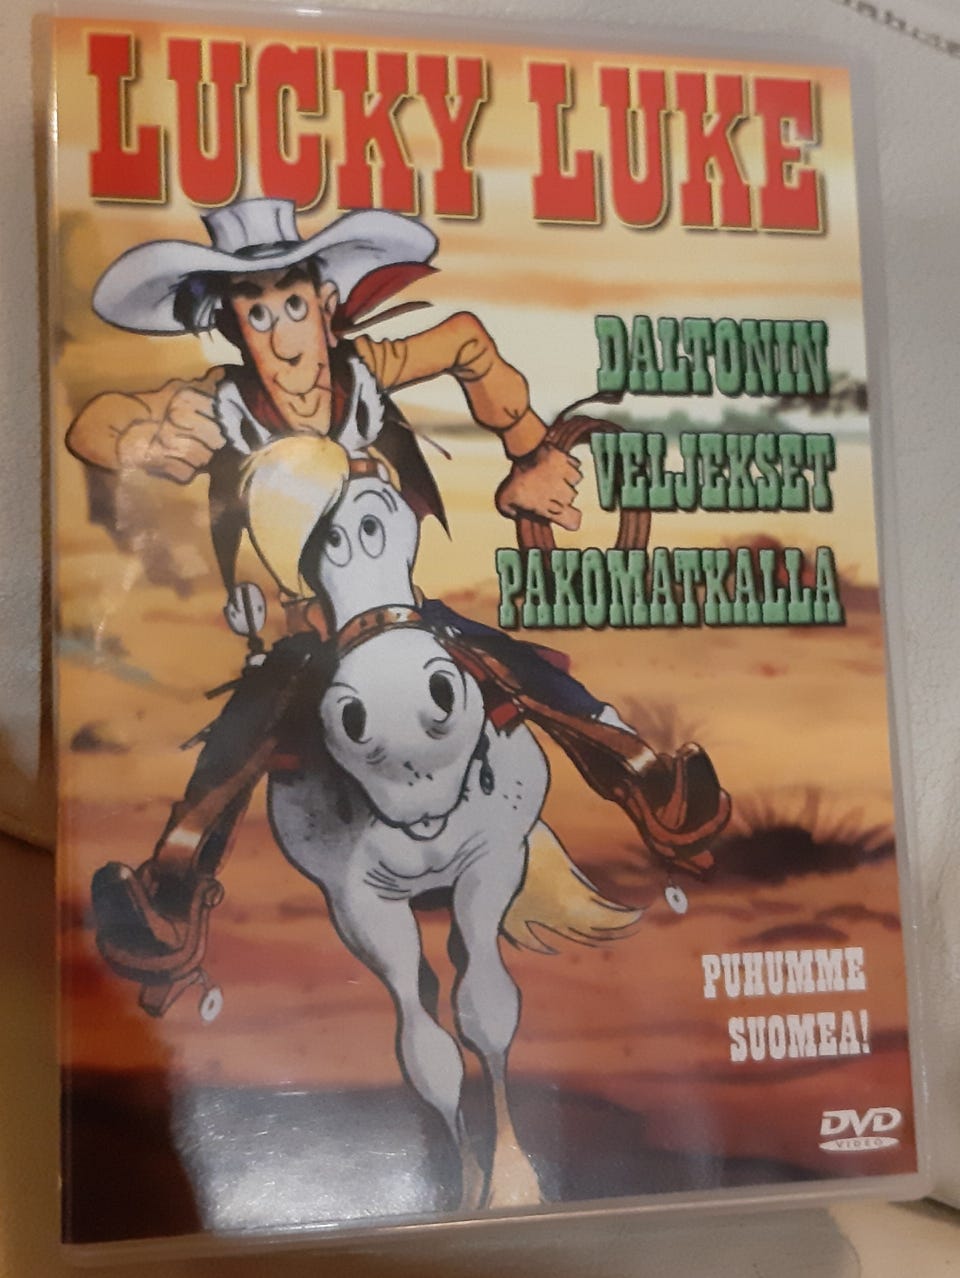 LUCKY LUKE
DALTONIN
VELJEKSET
PAKOMATKALLA
PUHUMME
SUOMEA!
DVD
VIDEO